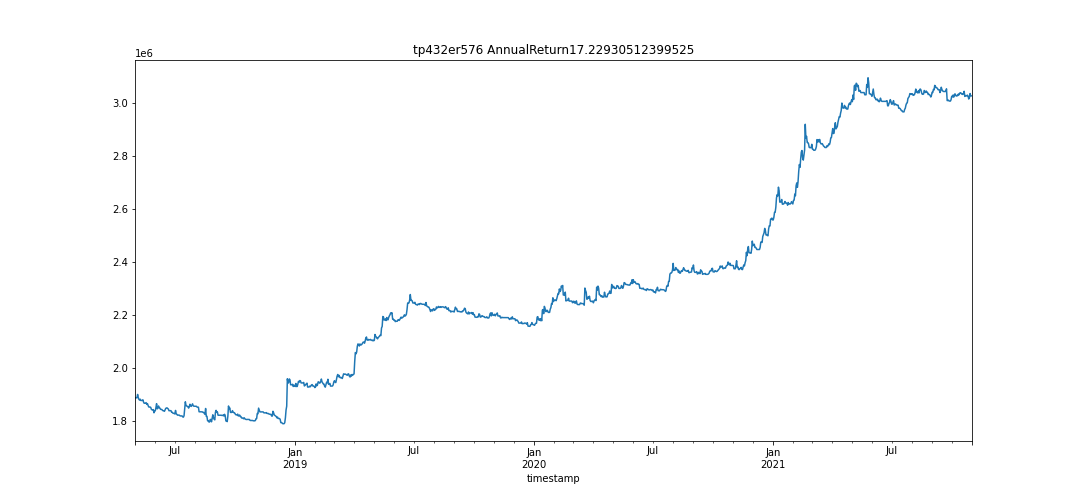 tp432er576 AnnualReturn17.22930512399525
1e6
3.0
2.8
2.6
2.4
2.2
2.0
1.8
Jul
Jan
2019
Jul
Jan
2020
Jul
Jan
2021
Jul
timestamp